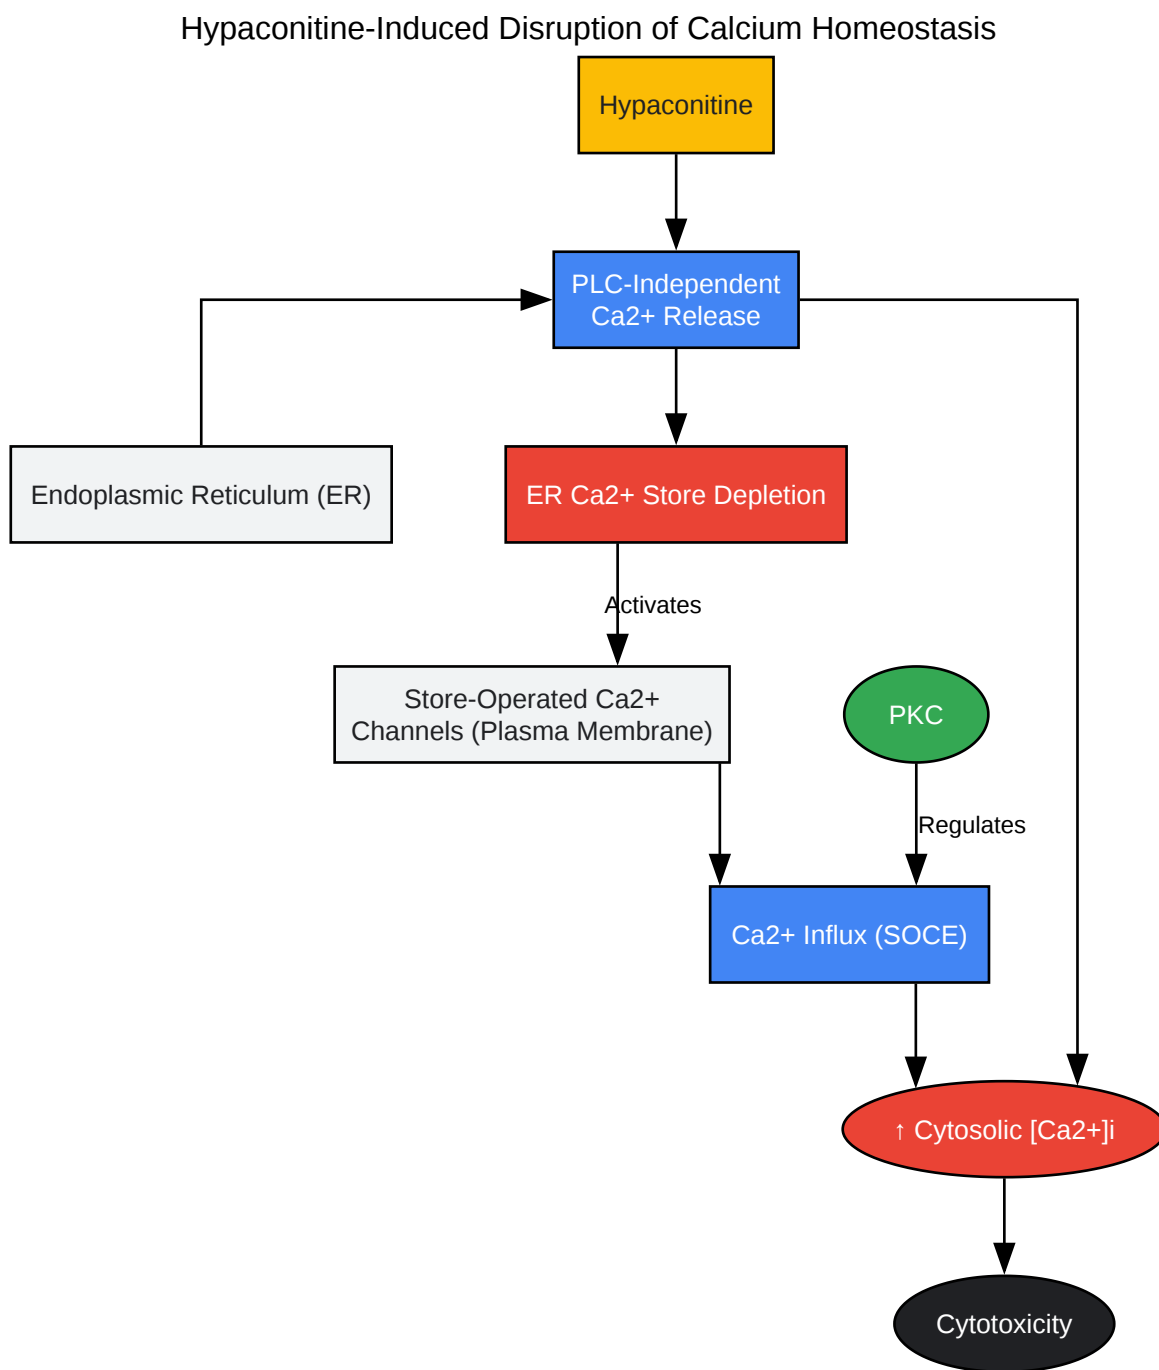 Hypaconitine-Induced Disruption of Calcium Homeostasis
Hypaconitine
PLC-Independent
Ca2+ Release
Endoplasmic Reticulum (ER)
ER Ca2+ Store Depletion
Activates
Store-Operated Ca2+
Channels (Plasma Membrane)
PKC
Regulates
Ca2+ Influx (SOCE)
↑ Cytosolic [Ca2+]i
Cytotoxicity